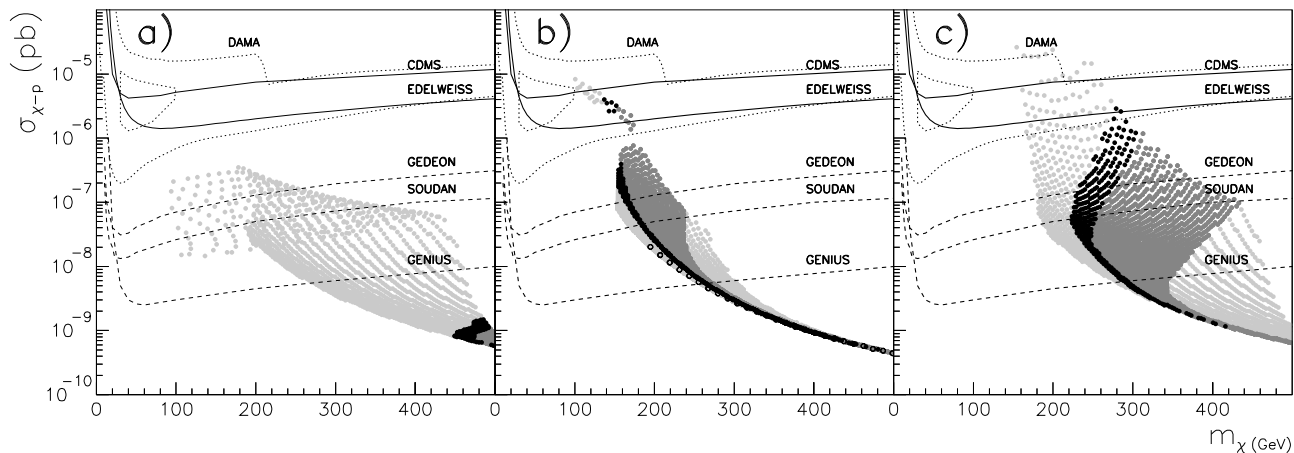 a) b) c)
DAMA DAMA DAMA
CDMS CDMS CDMS
EDELWEISS EDELWEISS EDELWEISS
GEDEON GEDEON GEDEON
SOUDAN SOUDAN SOUDAN
GENIUS GENIUS GENIUS
σχ-p (pb)
10-5
10-6
10-7
10-8
10-9
10-10
0 100 200 300 400 0 100 200 300 400 0 100 200 300 400
mχ (GeV)